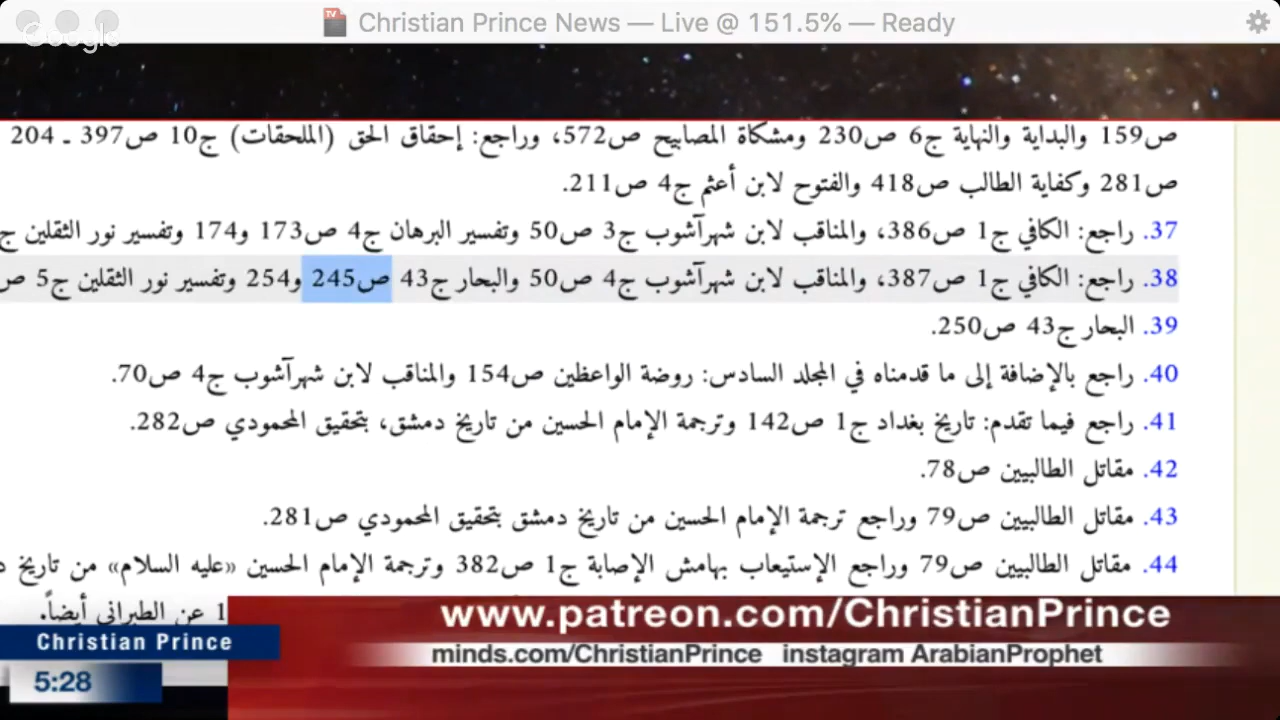 Christian Prince News — Live @ 151.5% — Ready
Google
ص159 والبداية والنهاية ج6 ص230 ومشكاة المصابيح ص572، وراجع: إحقاق الحق (الملحقات) ج10 ص397 ـ 204
ص281 وكفاية الطالب ص418 والفتوح لابن أعثم ج4 ص211.
37. راجع: الكافي ج1 ص386، والمناقب لابن شهرآشوب ج3 ص50 وتفسير البرهان ج4 ص173 و174 وتفسير نور الثقلين ج
38. راجع: الكافي ج1 ص387، والمناقب لابن شهرآشوب ج4 ص50 والبحار ج43 ص245 و254 وتفسير نور الثقلين ج5 ص
39. البحار ج43 ص250.
40. راجع بالإضافة إلى ما قدمناه في المجلد السادس: روضة الواعظين ص154 والمناقب لابن شهرآشوب ج4 ص70.
41. راجع فيما تقدم: تاريخ بغداد ج1 ص142 وترجمة الإمام الحسين من تاريخ دمشق، بتحقيق المحمودي ص282.
42. مقاتل الطالبيين ص78.
43. مقاتل الطالبيين ص79 وراجع ترجمة الإمام الحسين من تاريخ دمشق بتحقيق المحمودي ص281.
44. مقاتل الطالبيين ص79 وراجع الإستيعاب بهامش الإصابة ج1 ص382 وترجمة الإمام الحسين «عليه السلام» من تاريخ د
1 عن الطبراني أيضاً.
www.patreon.com/ChristianPrince
Christian Prince
minds.com/ChristianPrince instagram ArabianProphet
5:28